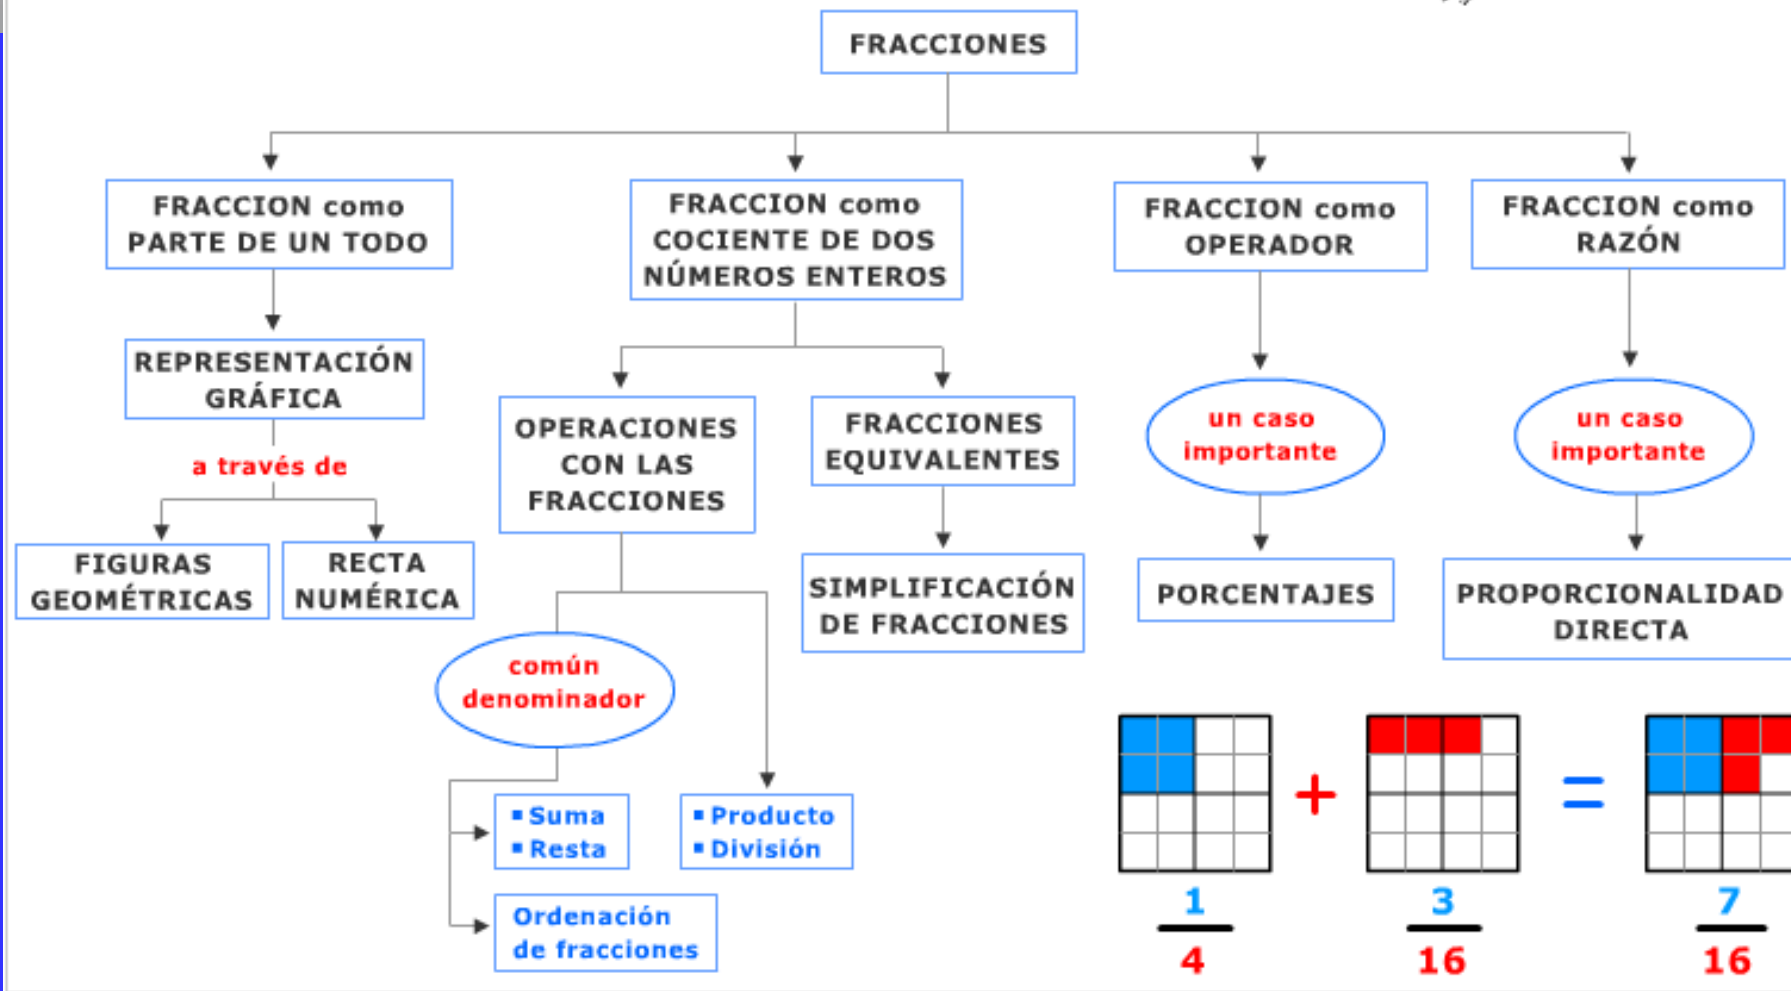 FRACCIONES
FRACCION como
PARTE DE UN TODO
FRACCION como
COCIENTE DE DOS
NÚMEROS ENTEROS
FRACCION como
OPERADOR
FRACCION como
RAZÓN
REPRESENTACIÓN
GRÁFICA
a través de
FIGURAS
GEOMÉTRICAS
RECTA
NUMÉRICA
OPERACIONES
CON LAS
FRACCIONES
FRACCIONES
EQUIVALENTES
un caso
importante
un caso
importante
SIMPLIFICACIÓN
DE FRACCIONES
PORCENTAJES
PROPORCIONALIDAD
DIRECTA
común
denominador
▪ Suma
▪ Resta
▪ Producto
▪ División
Ordenación
de fracciones
+
=
1
4
3
16
7
16